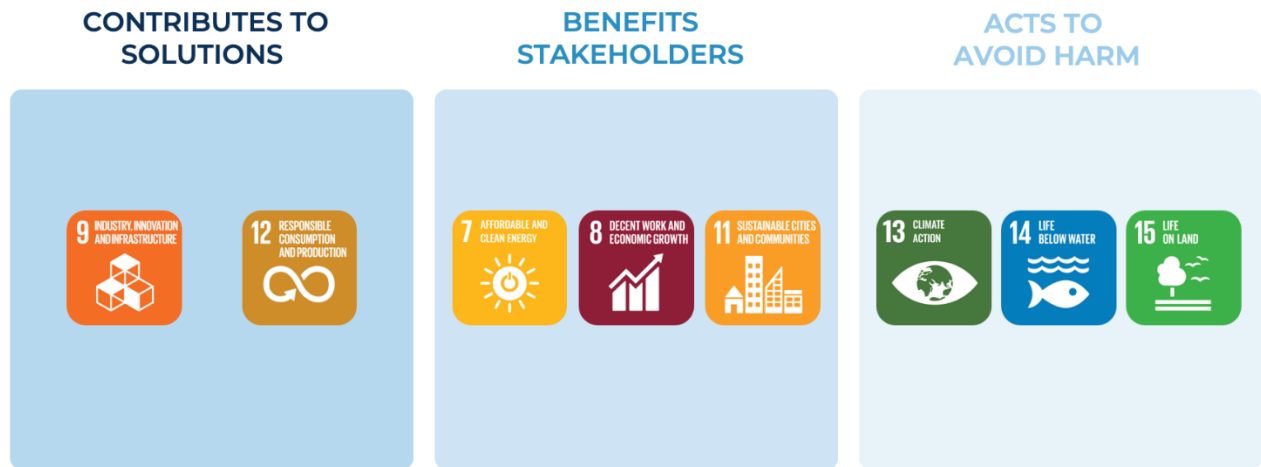 CONTRIBUTES TO
SOLUTIONS
BENEFITS
STAKEHOLDERS
ACTS TO
AVOID HARM
9 INDUSTRY, INNOVATION
AND INFRASTRUCTURE
12 RESPONSIBLE
CONSUMPTION
AND PRODUCTION
7 AFFORDABLE AND
CLEAN ENERGY
8 DECENT WORK AND
ECONOMIC GROWTH
11 SUSTAINABLE CITIES
AND COMMUNITIES
13 CLIMATE
ACTION
14 LIFE
BELOW WATER
15 LIFE
ON LAND